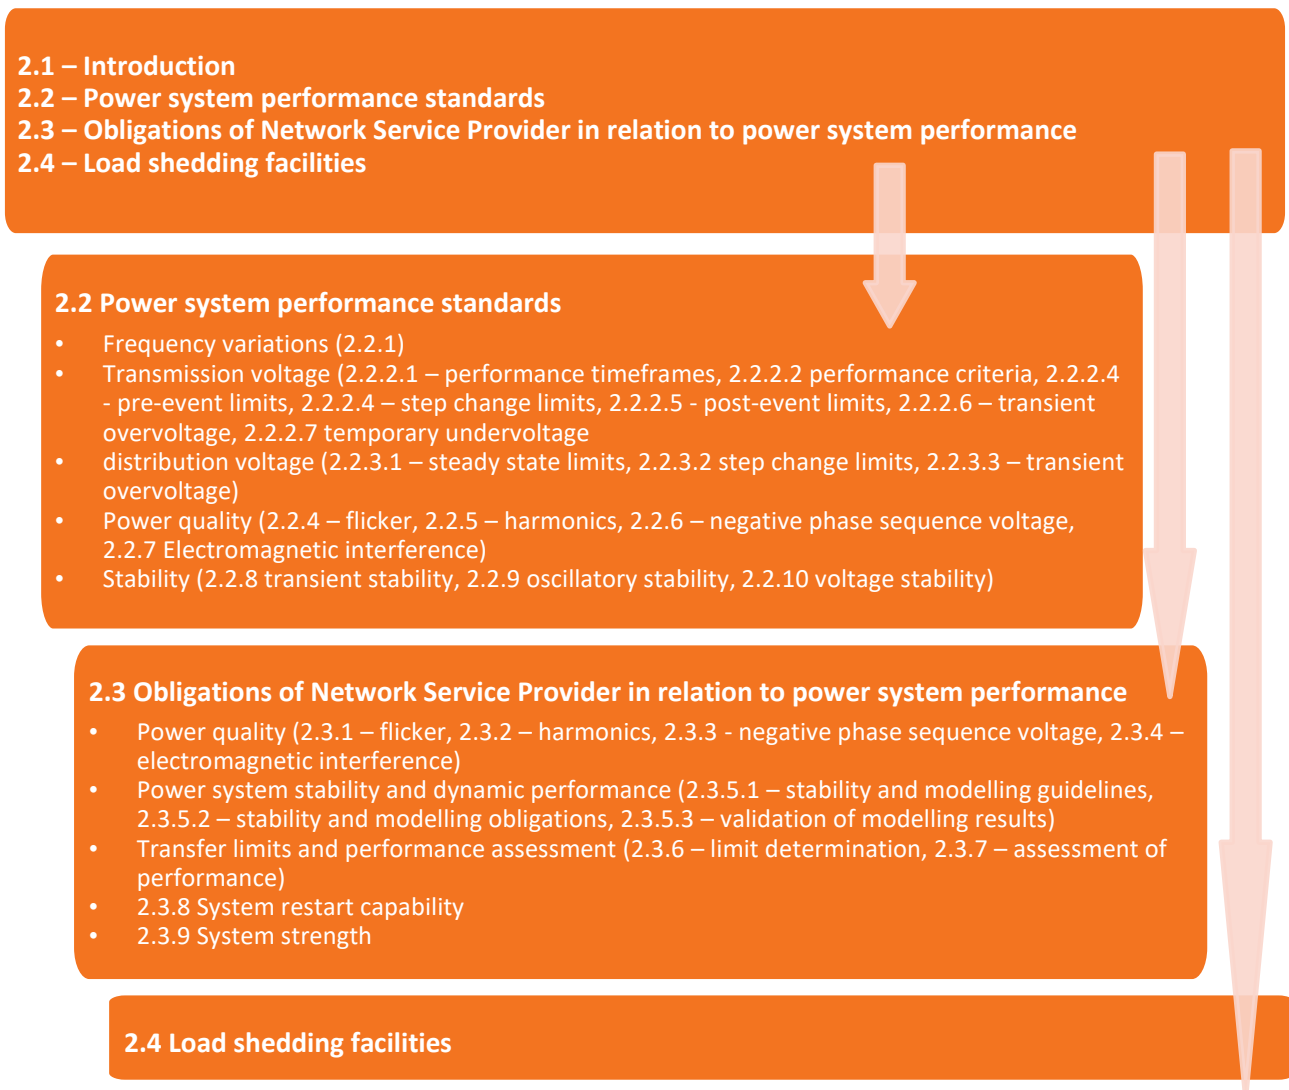 2.1 – Introduction
2.2 – Power system performance standards
2.3 – Obligations of Network Service Provider in relation to power system performance
2.4 – Load shedding facilities
2.2 Power system performance standards
• Frequency variations (2.2.1)
• Transmission voltage (2.2.2.1 – performance timeframes, 2.2.2.2 performance criteria, 2.2.2.4
- pre-event limits, 2.2.2.4 – step change limits, 2.2.2.5 - post-event limits, 2.2.2.6 – transient
overvoltage, 2.2.2.7 temporary undervoltage
• distribution voltage (2.2.3.1 – steady state limits, 2.2.3.2 step change limits, 2.2.3.3 – transient
overvoltage)
• Power quality (2.2.4 – flicker, 2.2.5 – harmonics, 2.2.6 – negative phase sequence voltage,
2.2.7 Electromagnetic interference)
• Stability (2.2.8 transient stability, 2.2.9 oscillatory stability, 2.2.10 voltage stability)
2.3 Obligations of Network Service Provider in relation to power system performance
• Power quality (2.3.1 – flicker, 2.3.2 – harmonics, 2.3.3 - negative phase sequence voltage, 2.3.4 –
electromagnetic interference)
• Power system stability and dynamic performance (2.3.5.1 – stability and modelling guidelines,
2.3.5.2 – stability and modelling obligations, 2.3.5.3 – validation of modelling results)
• Transfer limits and performance assessment (2.3.6 – limit determination, 2.3.7 – assessment of
performance)
• 2.3.8 System restart capability
• 2.3.9 System strength
2.4 Load shedding facilities